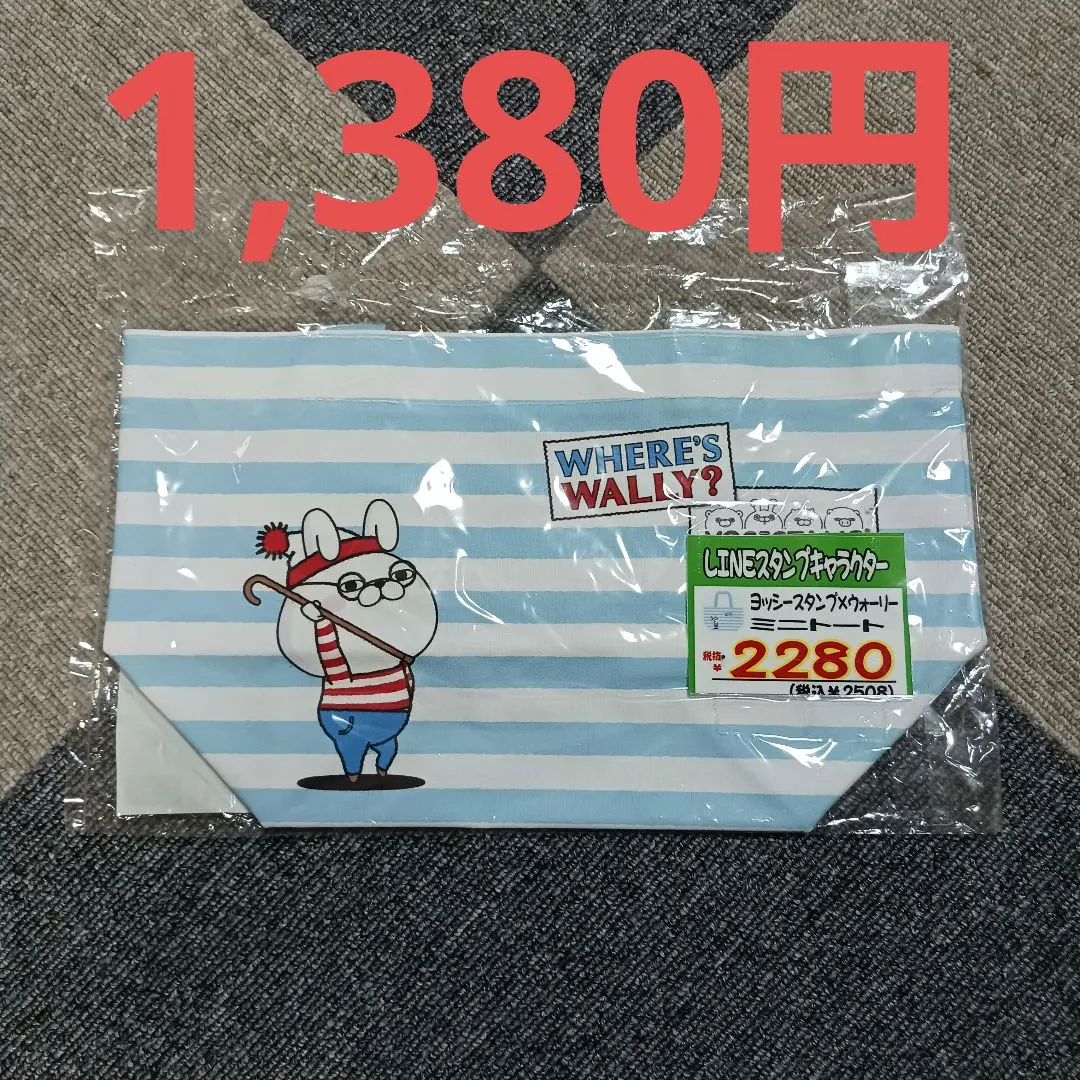 1,380円
WHERE'S
WALLY?
LINEスタンプキャラクター
ヨッシースタンプ×ウォーリー
ミニトート
税抜
¥2280
(税込¥2508)